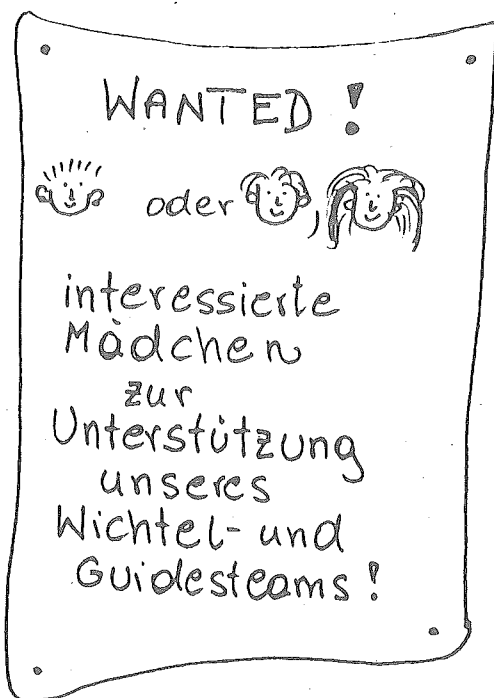 WANTED !
oder ,
interessierte
Mädchen
zur
Unterstützung
unseres
Wichtel- und
Guidesteams !